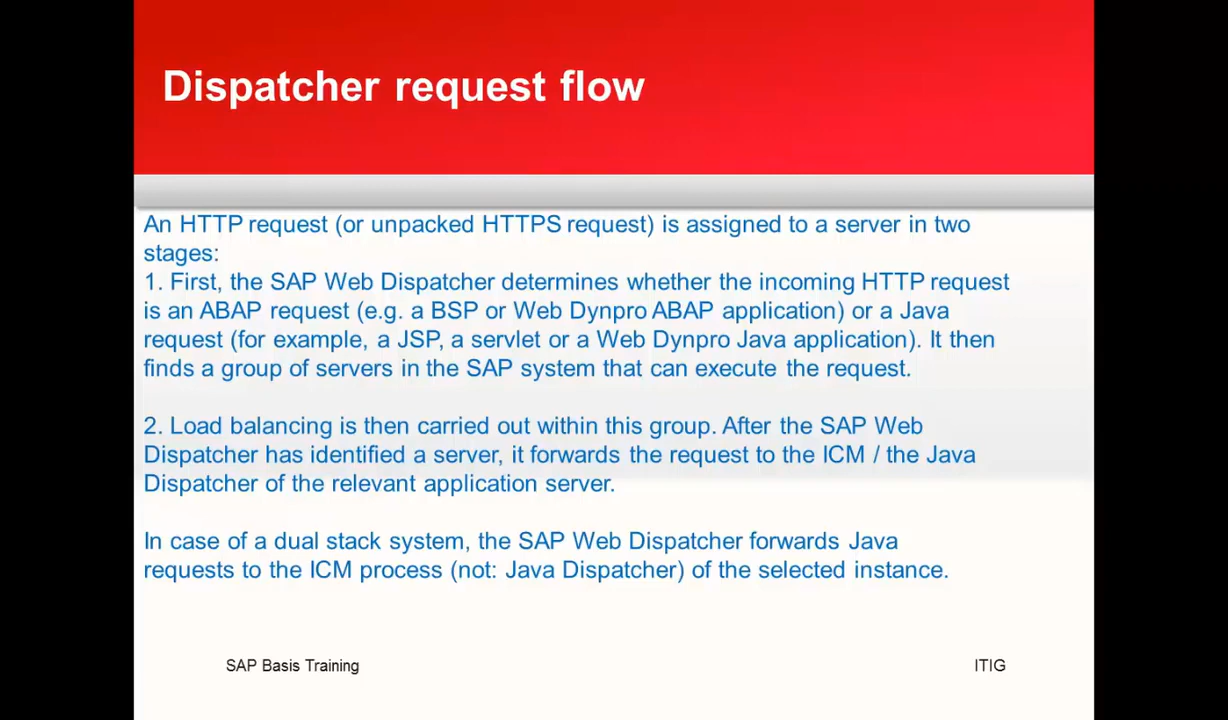 Dispatcher request flow
An HTTP request (or unpacked HTTPS request) is assigned to a server in two
stages:
1. First, the SAP Web Dispatcher determines whether the incoming HTTP request
is an ABAP request (e.g. a BSP or Web Dynpro ABAP application) or a Java
request (for example, a JSP, a servlet or a Web Dynpro Java application). It then
finds a group of servers in the SAP system that can execute the request.
2. Load balancing is then carried out within this group. After the SAP Web
Dispatcher has identified a server, it forwards the request to the ICM / the Java
Dispatcher of the relevant application server.
In case of a dual stack system, the SAP Web Dispatcher forwards Java
requests to the ICM process (not: Java Dispatcher) of the selected instance.
SAP Basis Training
ITIG